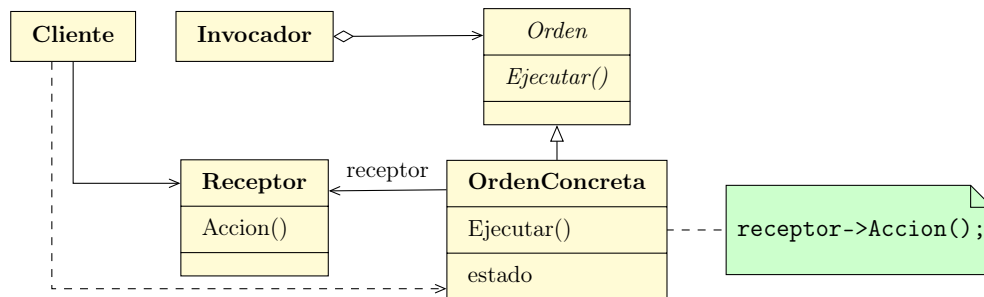 Cliente
Invocador
Orden
Ejecutar()
Receptor
Accion()
receptor
OrdenConcreta
Ejecutar()
estado
receptor->Accion();